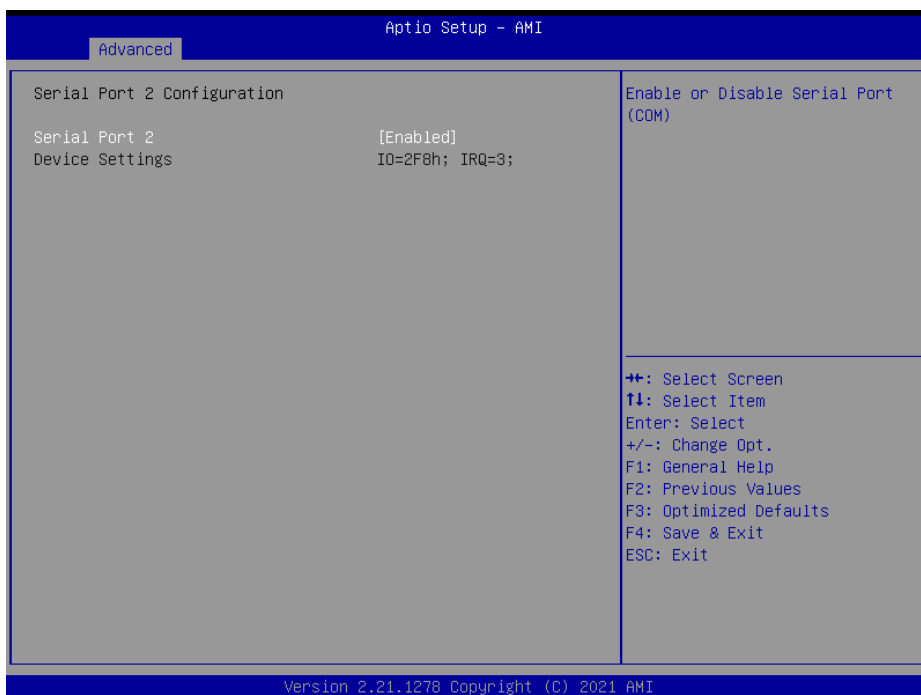 Aptio Setup – AMI
Advanced
Serial Port 2 Configuration
Serial Port 2 [Enabled]
Device Settings IO=2F8h; IRQ=3;
Enable or Disable Serial Port
(COM)
→←: Select Screen
↑↓: Select Item
Enter: Select
+/-: Change Opt.
F1: General Help
F2: Previous Values
F3: Optimized Defaults
F4: Save & Exit
ESC: Exit
Version 2.21.1278 Copyright (C) 2021 AMI